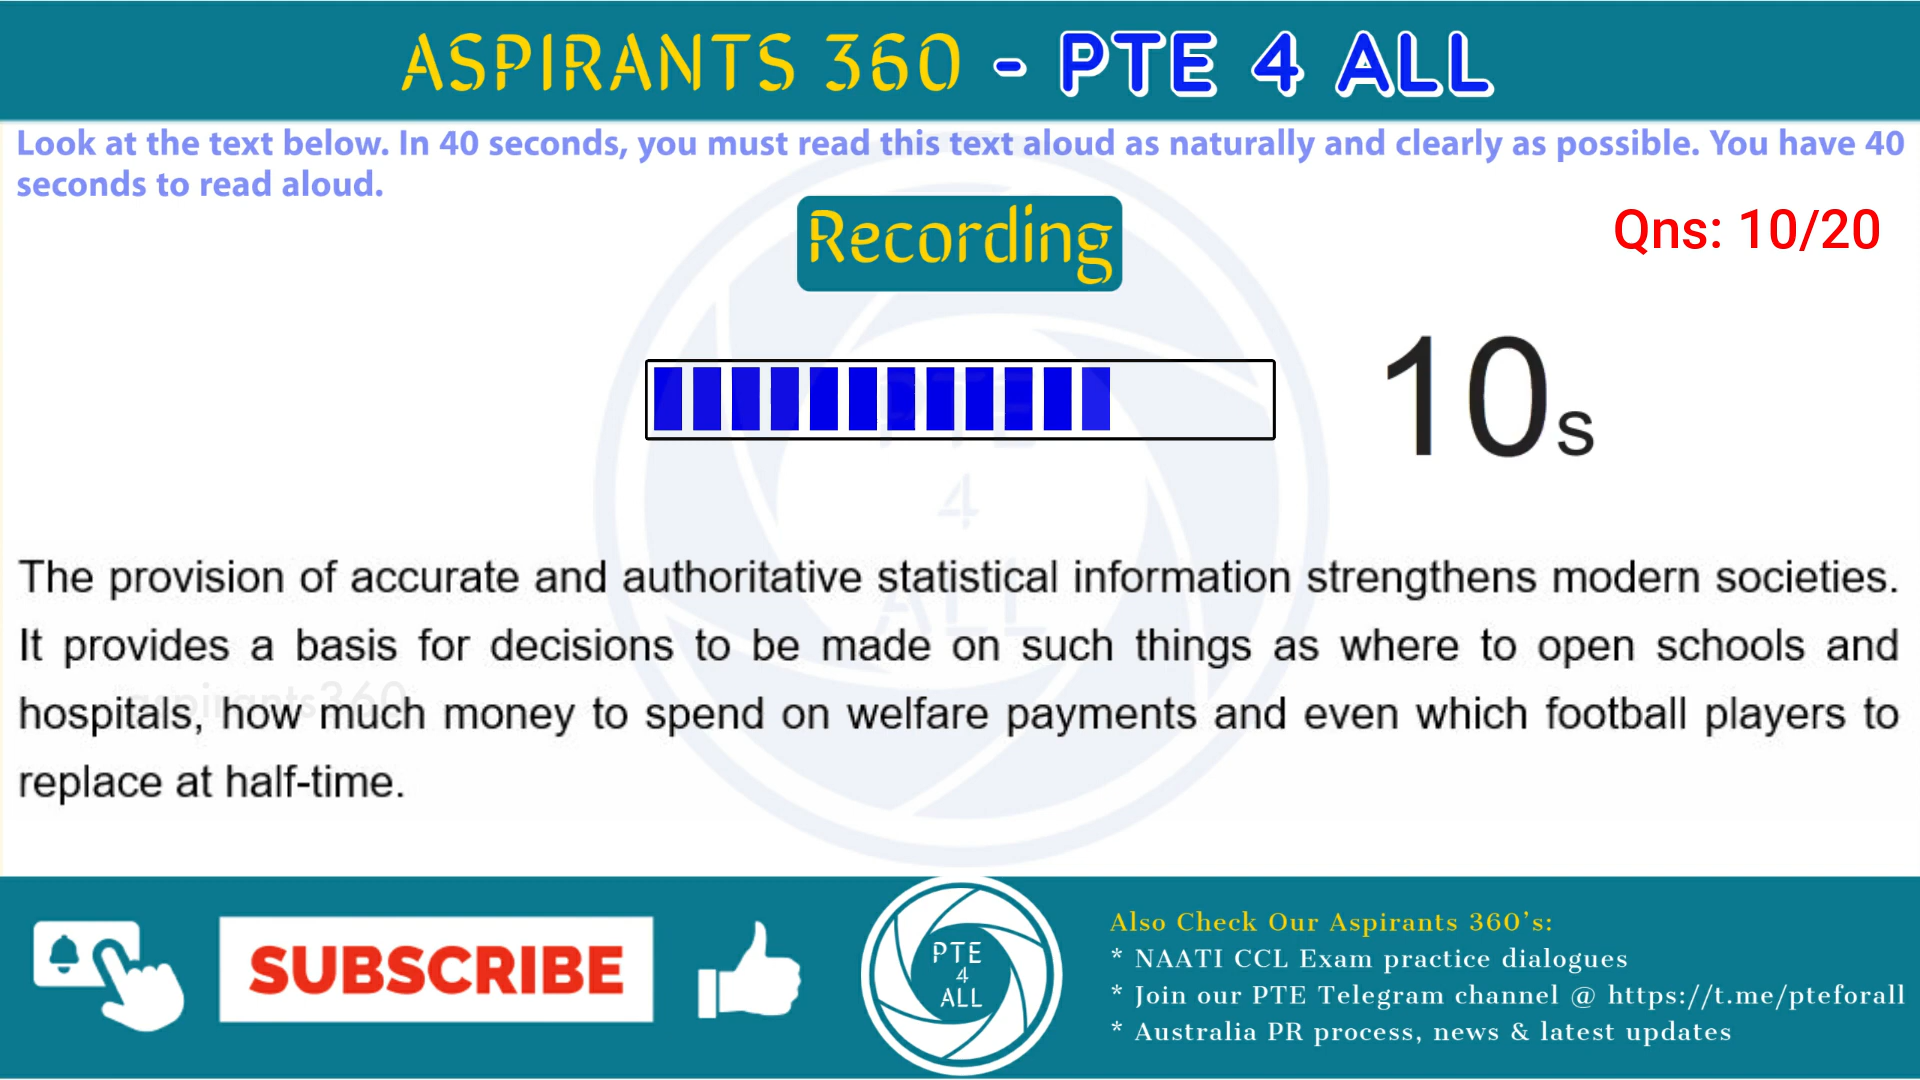 ASPIRANTS 360 - PTE 4 ALL
Look at the text below. In 40 seconds, you must read this text aloud as naturally and clearly as possible. You have 40
seconds to read aloud.
Recording
Qns: 10/20
10s
PTE
4
ALL
The provision of accurate and authoritative statistical information strengthens modern societies.
It provides a basis for decisions to be made on such things as where to open schools and
aspirants360
hospitals, how much money to spend on welfare payments and even which football players to
replace at half-time.
SUBSCRIBE
PTE
4
ALL
Also Check Our Aspirants 360's:
* NAATI CCL Exam practice dialogues
* Join our PTE Telegram channel @ https://t.me/pteforall
* Australia PR process, news & latest updates